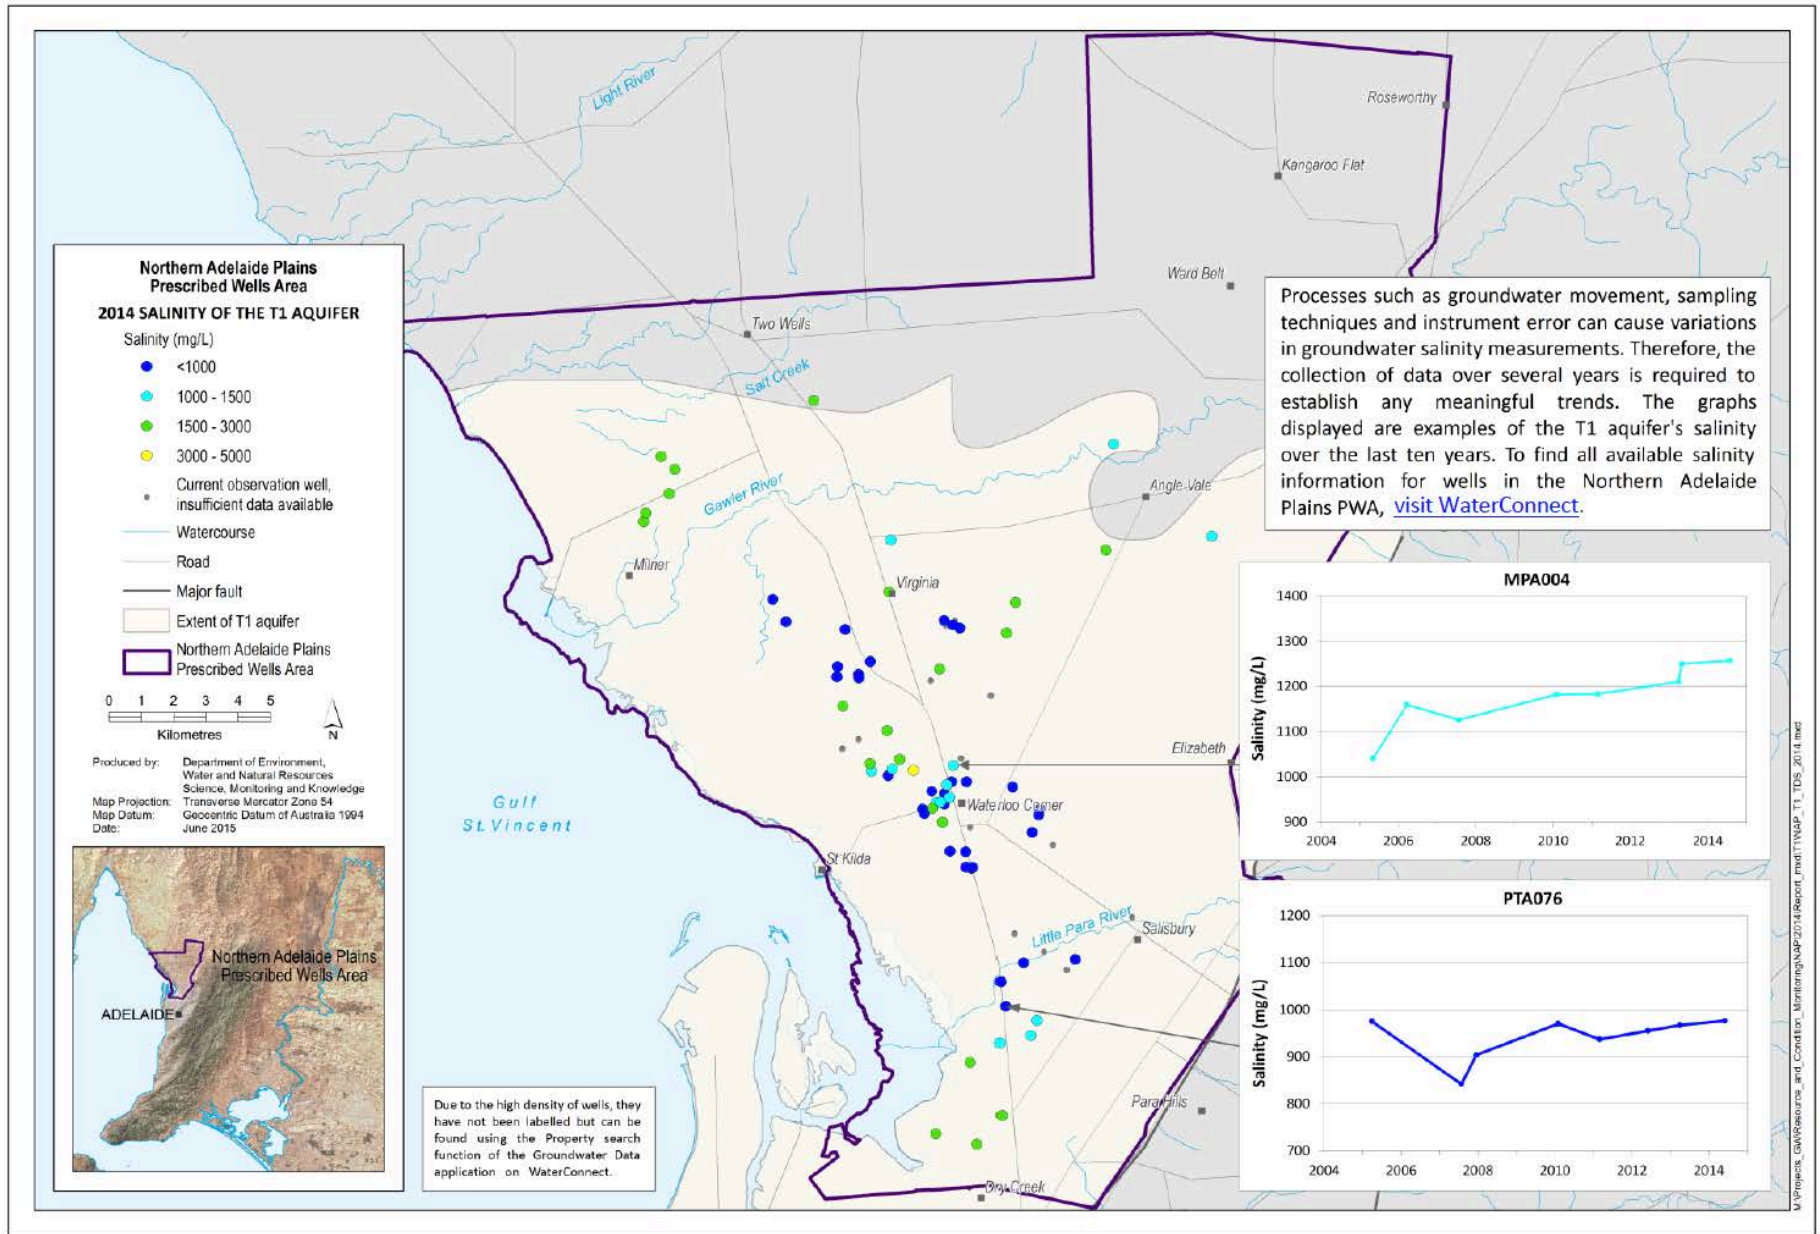 Light River
Roseworthy
Kangaroo Flat
Ward Belt
Two Wells
Salt Creek
Gawler River
Angle Vale
Milner
Virginia
Elizabeth
Waterloo Corner
St Kilda
Gulf
St. Vincent
Little Para River
Salisbury
Para Hills
Dry Creek
Northern Adelaide Plains
Prescribed Wells Area
2014 SALINITY OF THE T1 AQUIFER
Salinity (mg/L)
<1000
1000 - 1500
1500 - 3000
3000 - 5000
Current observation well,
insufficient data available
Watercourse
Road
Major fault
Extent of T1 aquifer
Northern Adelaide Plains
Prescribed Wells Area
0 1 2 3 4 5
Kilometres
N
Produced by: Department of Environment,
Water and Natural Resources
Science, Monitoring and Knowledge
Map Projection: Transverse Mercator Zone 54
Map Datum: Geocentric Datum of Australia 1994
Date: June 2015
Northern Adelaide Plains
Prescribed Wells Area
ADELAIDE
Due to the high density of wells, they
have not been labelled but can be
found using the Property search
function of the Groundwater Data
application on WaterConnect.
Processes such as groundwater movement, sampling
techniques and instrument error can cause variations
in groundwater salinity measurements. Therefore, the
collection of data over several years is required to
establish any meaningful trends. The graphs
displayed are examples of the T1 aquifer's salinity
over the last ten years. To find all available salinity
information for wells in the Northern Adelaide
Plains PWA, visit WaterConnect.
MPA004
Salinity (mg/L)
1400
1300
1200
1100
1000
900
2004 2006 2008 2010 2012 2014
PTA076
Salinity (mg/L)
1200
1100
1000
900
800
700
2004 2006 2008 2010 2012 2014